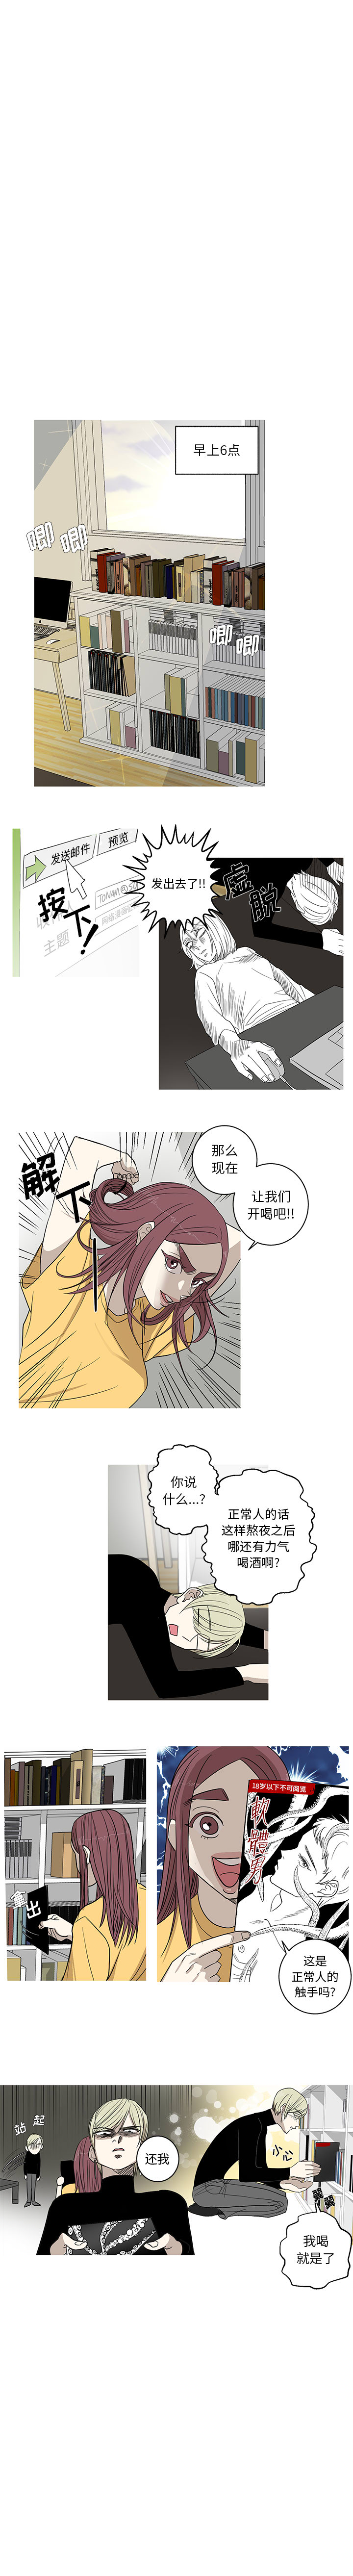 早上6点
唧 唧
唧 唧
发送邮件
预览
主题
按下!
发出去了!!
虚脱
解下
那么
现在
让我们
开喝吧!!
你说
什么...?
正常人的话
这样熬夜之后
哪还有力气
喝酒啊?
拿出
18岁以下不可阅览
軟體男
这是
正常人的
触手吗?
站起
还我
小心
我喝
就是了